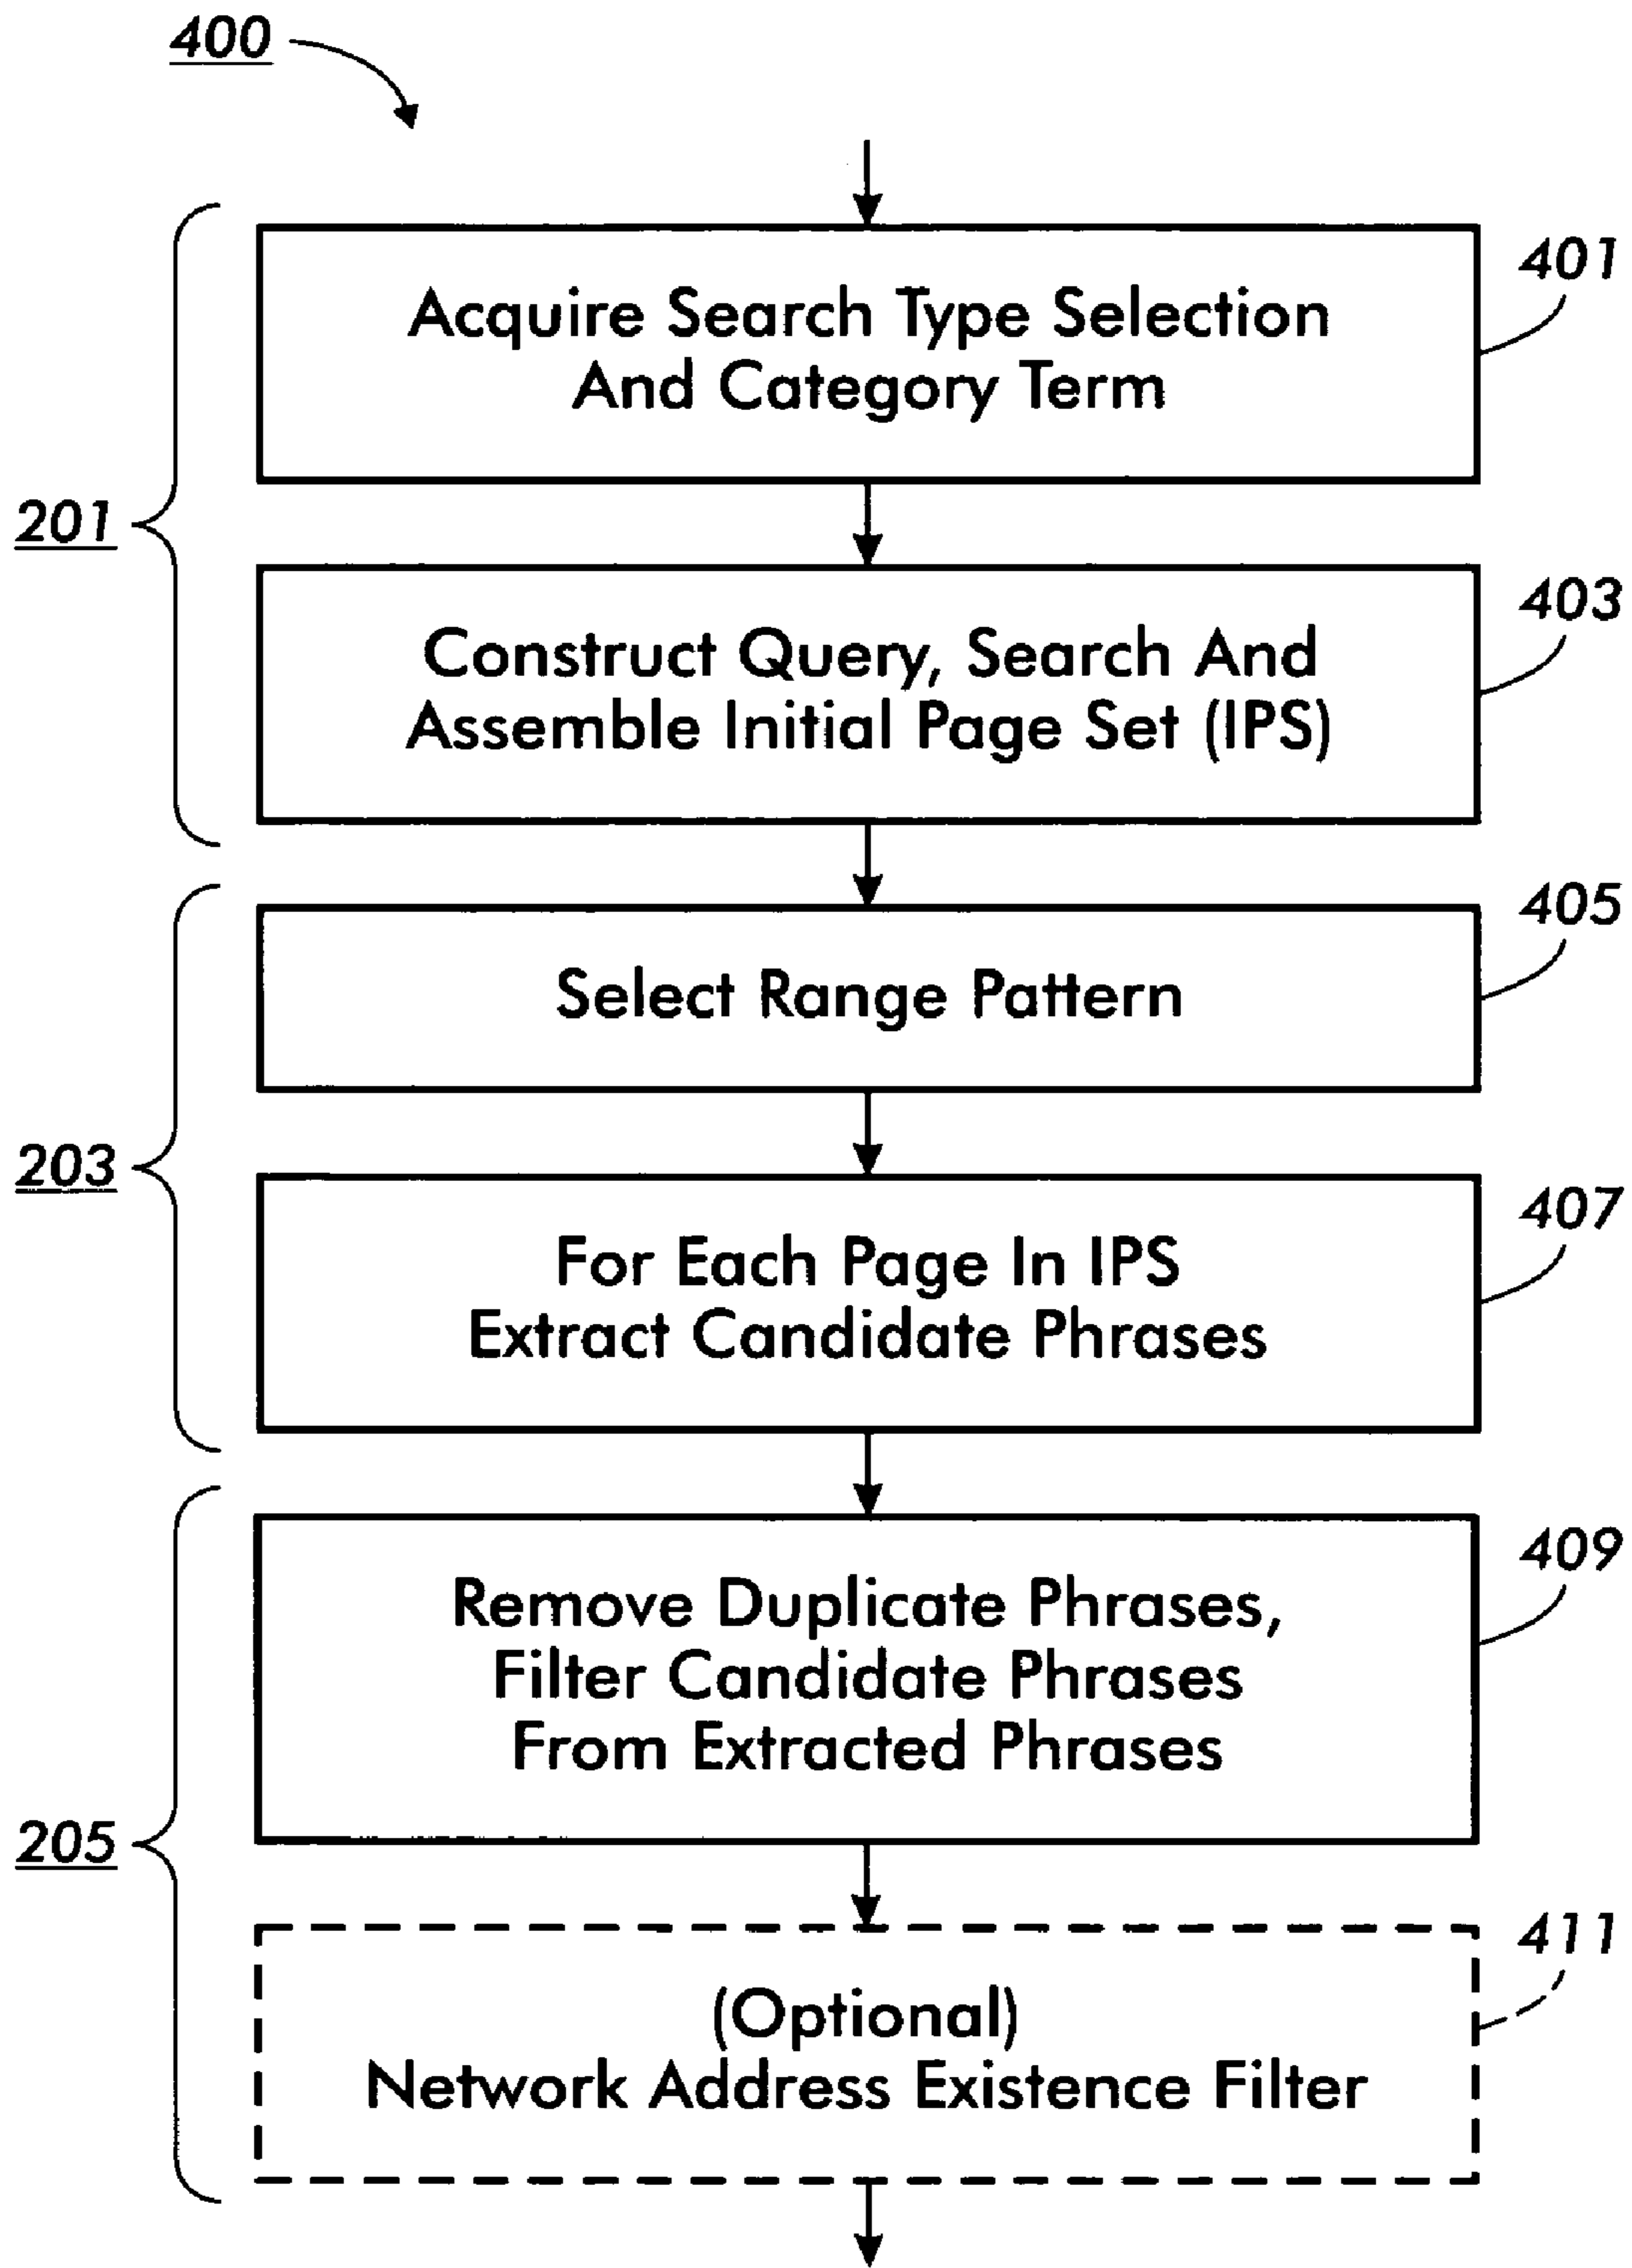 400
401
Acquire Search Type Selection
And Category Term
201
403
Construct Query, Search And
Assemble Initial Page Set (IPS)
405
Select Range Pattern
203
407
For Each Page In IPS
Extract Candidate Phrases
409
Remove Duplicate Phrases,
Filter Candidate Phrases
From Extracted Phrases
205
411
(Optional)
Network Address Existence Filter